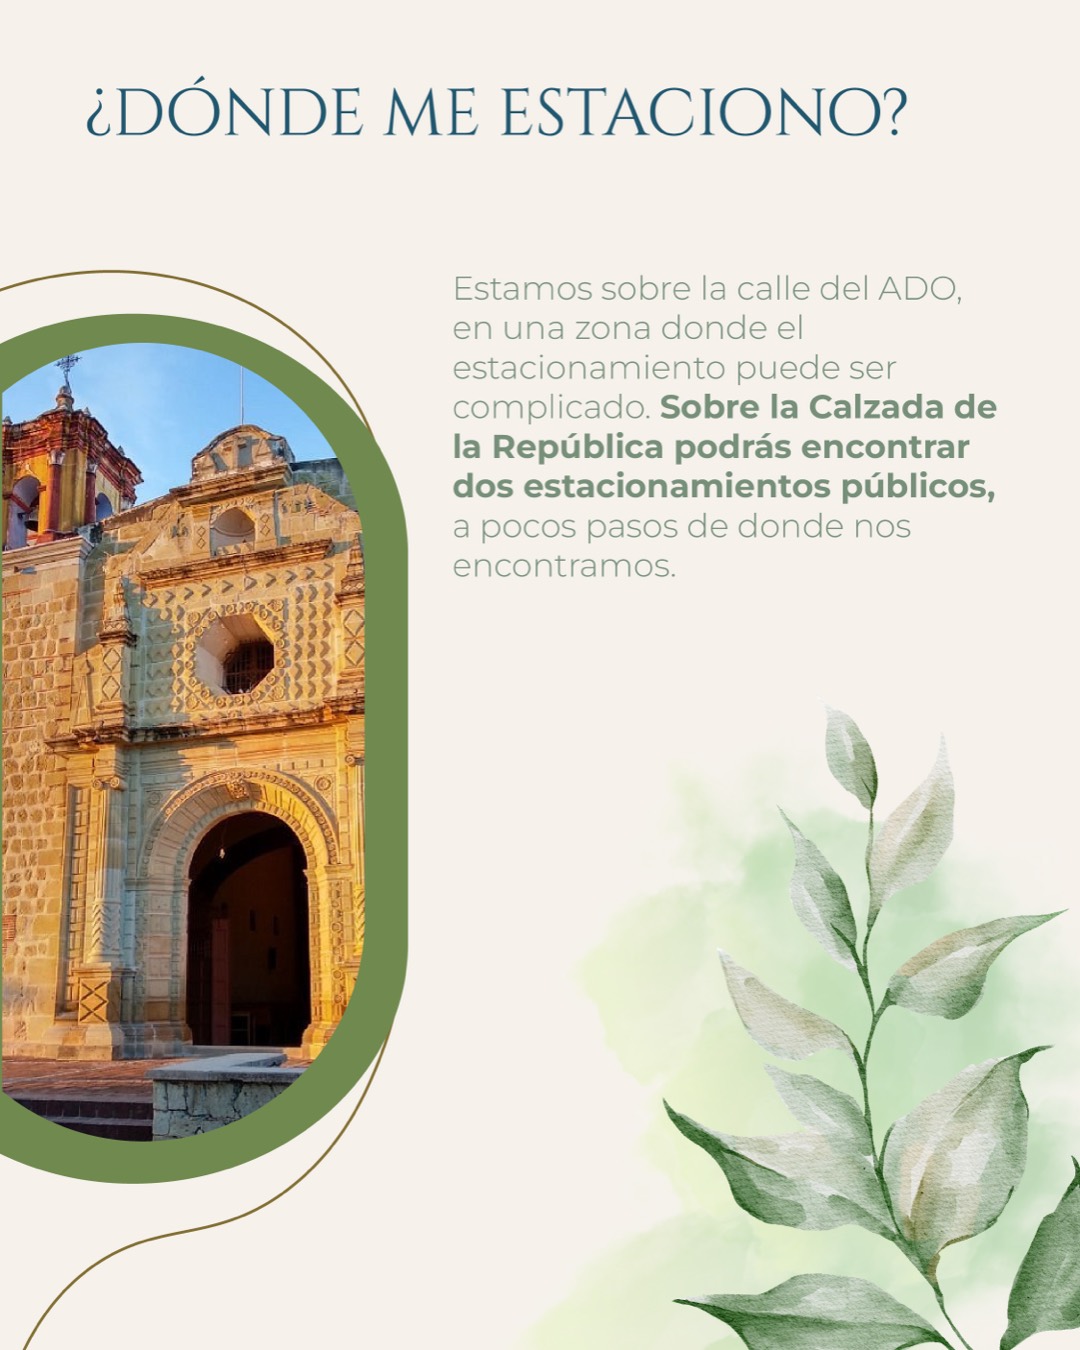 ¿DÓNDE ME ESTACIONO?
Estamos sobre la calle del ADO,
en una zona donde el
estacionamiento puede ser
complicado. Sobre la Calzada de
la República podrás encontrar
dos estacionamientos públicos,
a pocos pasos de donde nos
encontramos.